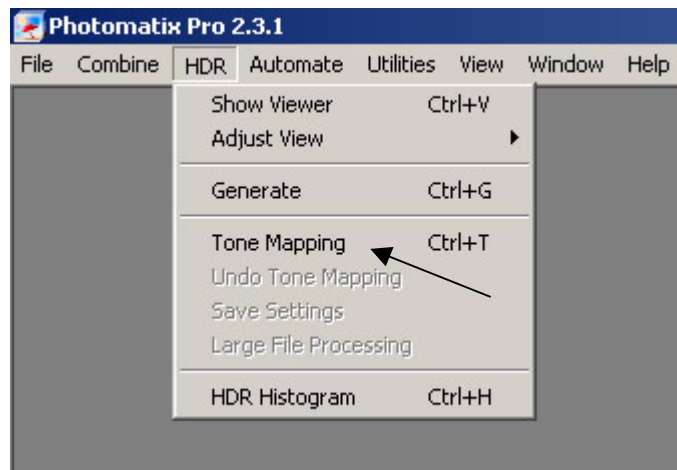 Photomatix Pro 2.3.1
File Combine HDR Automate Utilities View Window Help
Show Viewer Ctrl+V
Adjust View
Generate Ctrl+G
Tone Mapping Ctrl+T
Undo Tone Mapping
Save Settings
Large File Processing
HDR Histogram Ctrl+H